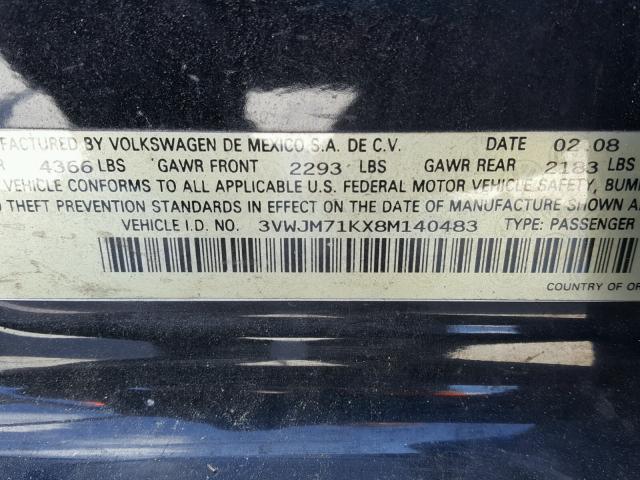 FACTURED BY VOLKSWAGEN DE MEXICO S.A. DE C.V. DATE 02.08
R 4366 LBS GAWR FRONT 2293 LBS GAWR REAR 2183 LBS
VEHICLE CONFORMS TO ALL APPLICABLE U.S. FEDERAL MOTOR VEHICLE SAFETY, BUM
THEFT PREVENTION STANDARDS IN EFFECT ON THE DATE OF MANUFACTURE SHOWN A
VEHICLE I.D. NO. 3VWJM71KX8M140483 TYPE: PASSENGER
COUNTRY OF OR